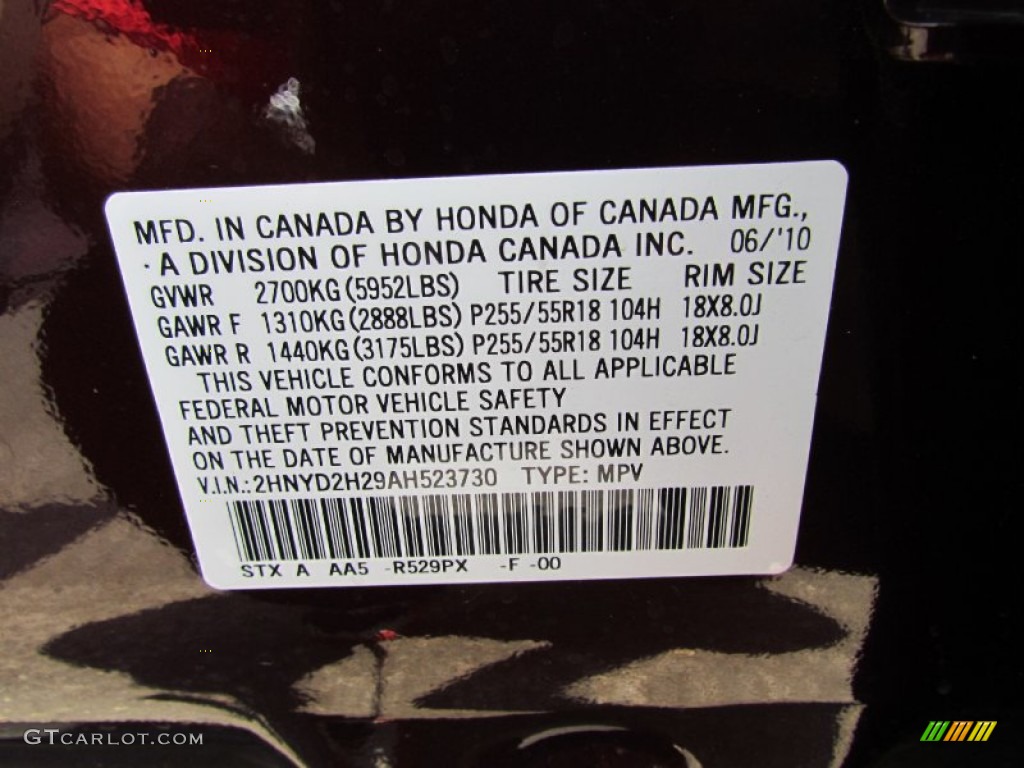 MFD. IN CANADA BY HONDA OF CANADA MFG.,
· A DIVISION OF HONDA CANADA INC. 06/'10
GVWR 2700KG(5952LBS) TIRE SIZE RIM SIZE
GAWR F 1310KG(2888LBS) P255/55R18 104H 18X8.0J
GAWR R 1440KG(3175LBS) P255/55R18 104H 18X8.0J
THIS VEHICLE CONFORMS TO ALL APPLICABLE
FEDERAL MOTOR VEHICLE SAFETY
AND THEFT PREVENTION STANDARDS IN EFFECT
ON THE DATE OF MANUFACTURE SHOWN ABOVE.
V.I.N.: 2HNYD2H29AH523730 TYPE: MPV
STX A AA5 -R529PX -F -00
GTCARLOT.COM